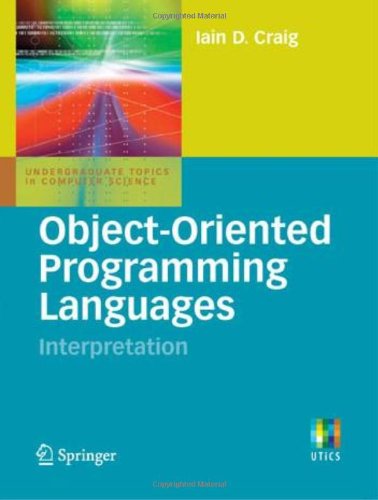 Iain D. Craig
UNDERGRADUATE TOPICS
in COMPUTER SCIENCE
Object-Oriented
Programming
Languages
Interpretation
Springer
UTiCS